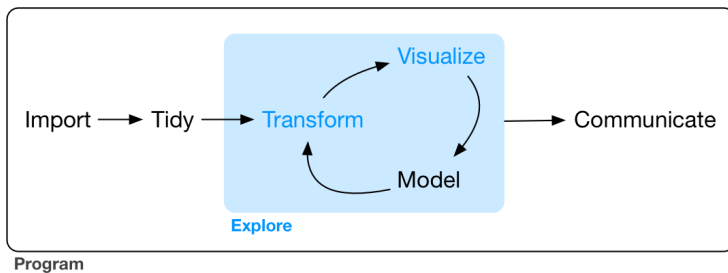 Visualize
Import
Tidy
Transform
Communicate
Model
Explore
Program